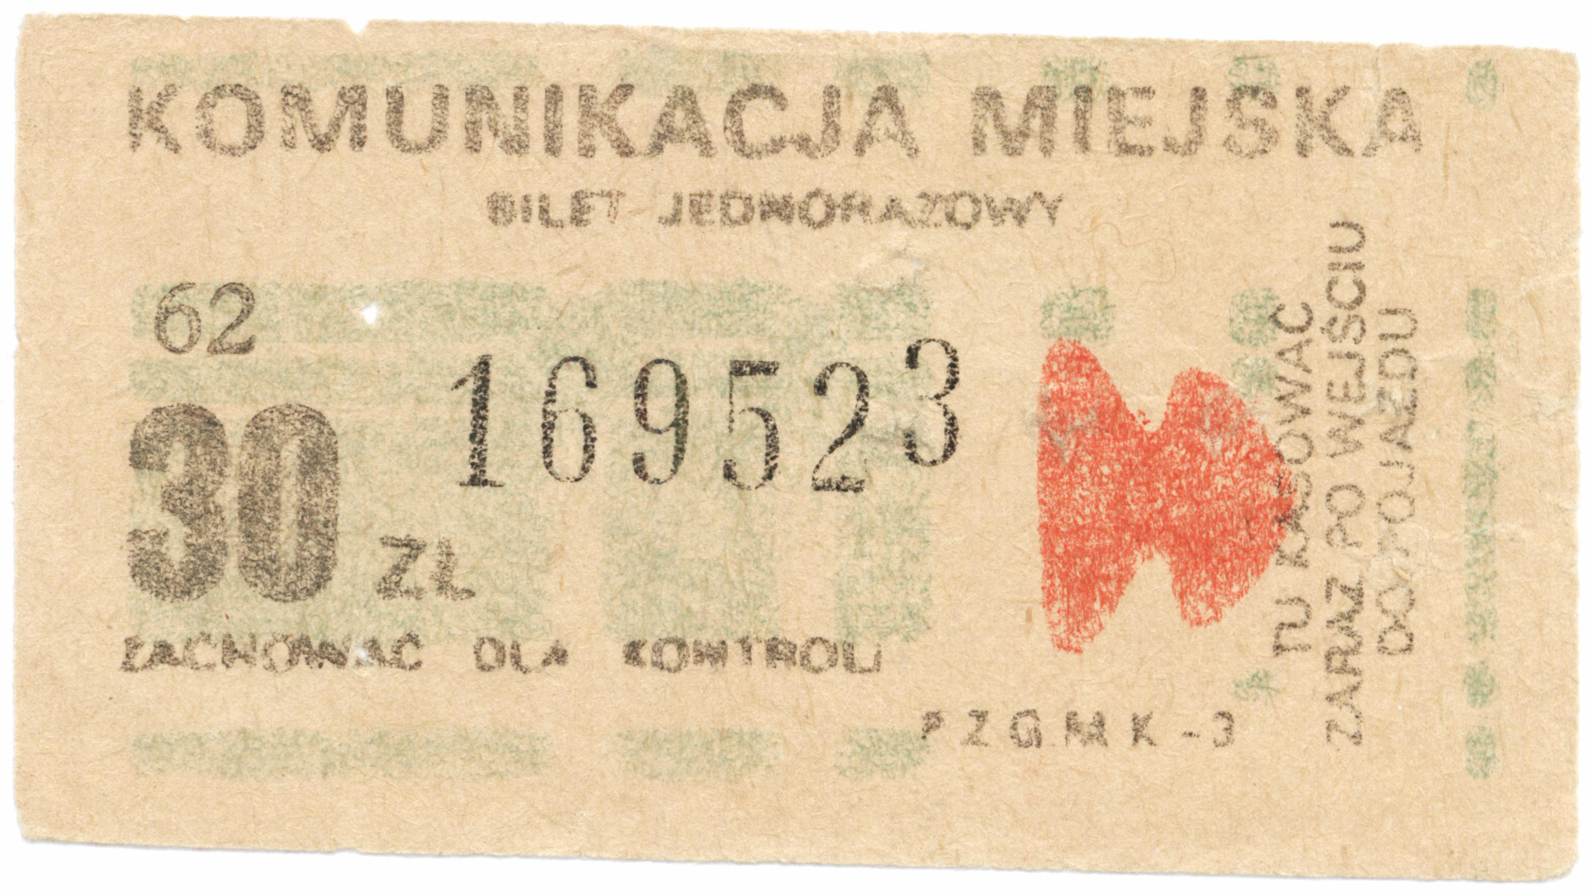 KOMUNIKACJA MIEJSKA
BILET JEDNORAZOWY
62
169523
30 ZŁ
ZACHOWAĆ DLA KONTROLI
PZGMK-3
TU KASOWAĆ
ZARAZ PO WEJŚCIU
DO POJAZDU